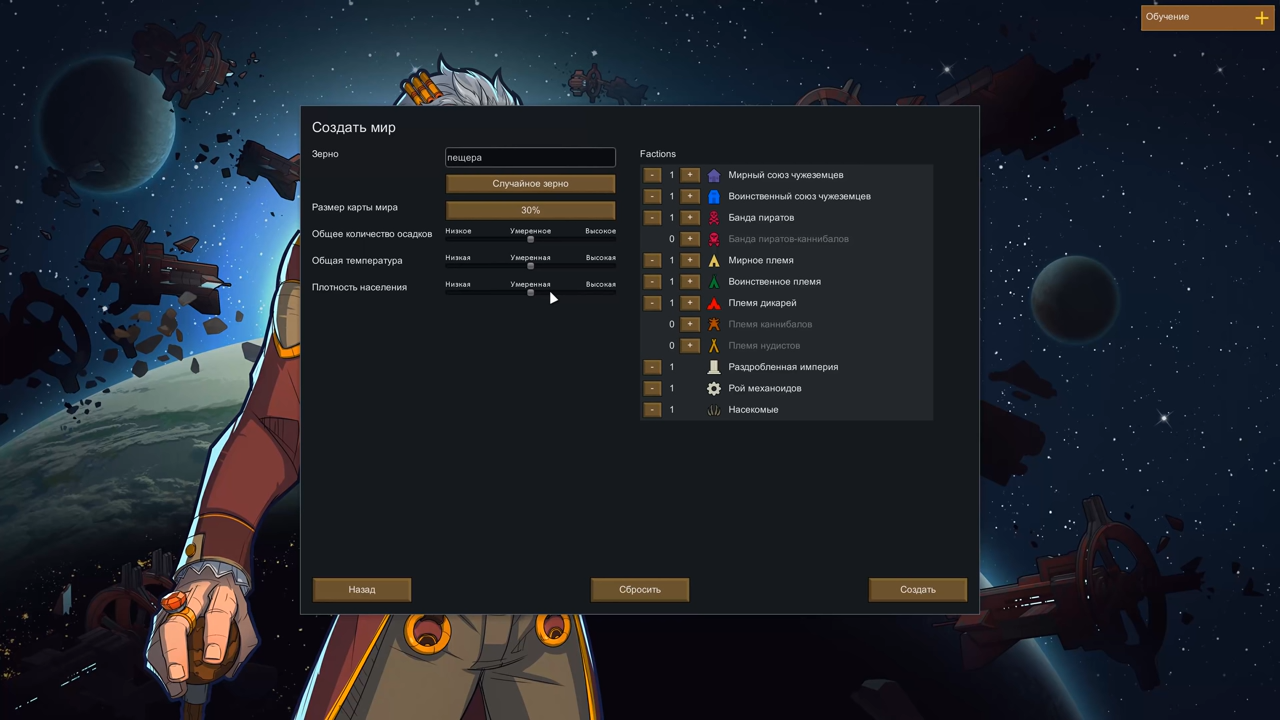 Обучение
Создать мир
Зерно
пещера
Случайное зерно
Размер карты мира
30%
Общее количество осадков
Низкое Умеренное Высокое
Общая температура
Низкая Умеренная Высокая
Плотность населения
Низкая Умеренная Высокая
Factions
- 1 + Мирный союз чужеземцев
- 1 + Воинственный союз чужеземцев
- 1 + Банда пиратов
0 + Банда пиратов-каннибалов
- 1 + Мирное племя
- 1 + Воинственное племя
- 1 + Племя дикарей
0 + Племя каннибалов
0 + Племя нудистов
- 1 Раздробленная империя
- 1 Рой механоидов
- 1 Насекомые
Назад
Сбросить
Создать